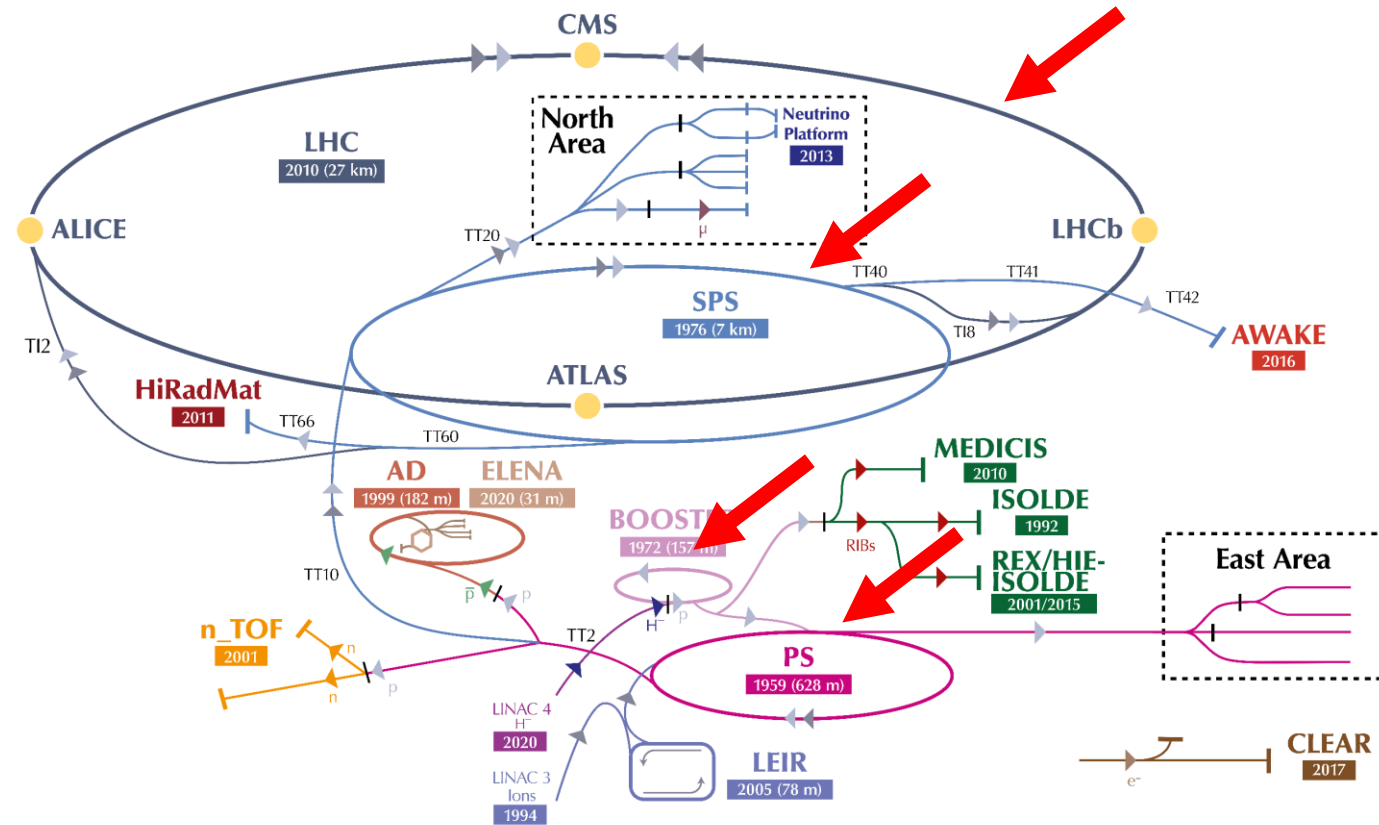 CMS
LHC
2010 (27 km)
North
Area
Neutrino
Platform
2013
μ
ALICE
LHCb
TT20
TT40
TT41
TT42
SPS
1976 (7 km)
TI8
AWAKE
2016
TI2
ATLAS
HiRadMat
2011
TT66
TT60
AD
1999 (182 m)
ELENA
2020 (31 m)
MEDICIS
2010
ISOLDE
1992
RIBs
REX/HIE-
ISOLDE
2001/2015
1972 (157 m)
East Area
TT10
p̄
p
H⁻
p
TT2
n_TOF
2001
n
n
p
PS
1959 (628 m)
LINAC 4
H⁻
2020
LINAC 3
Ions
1994
LEIR
2005 (78 m)
CLEAR
2017
e⁻